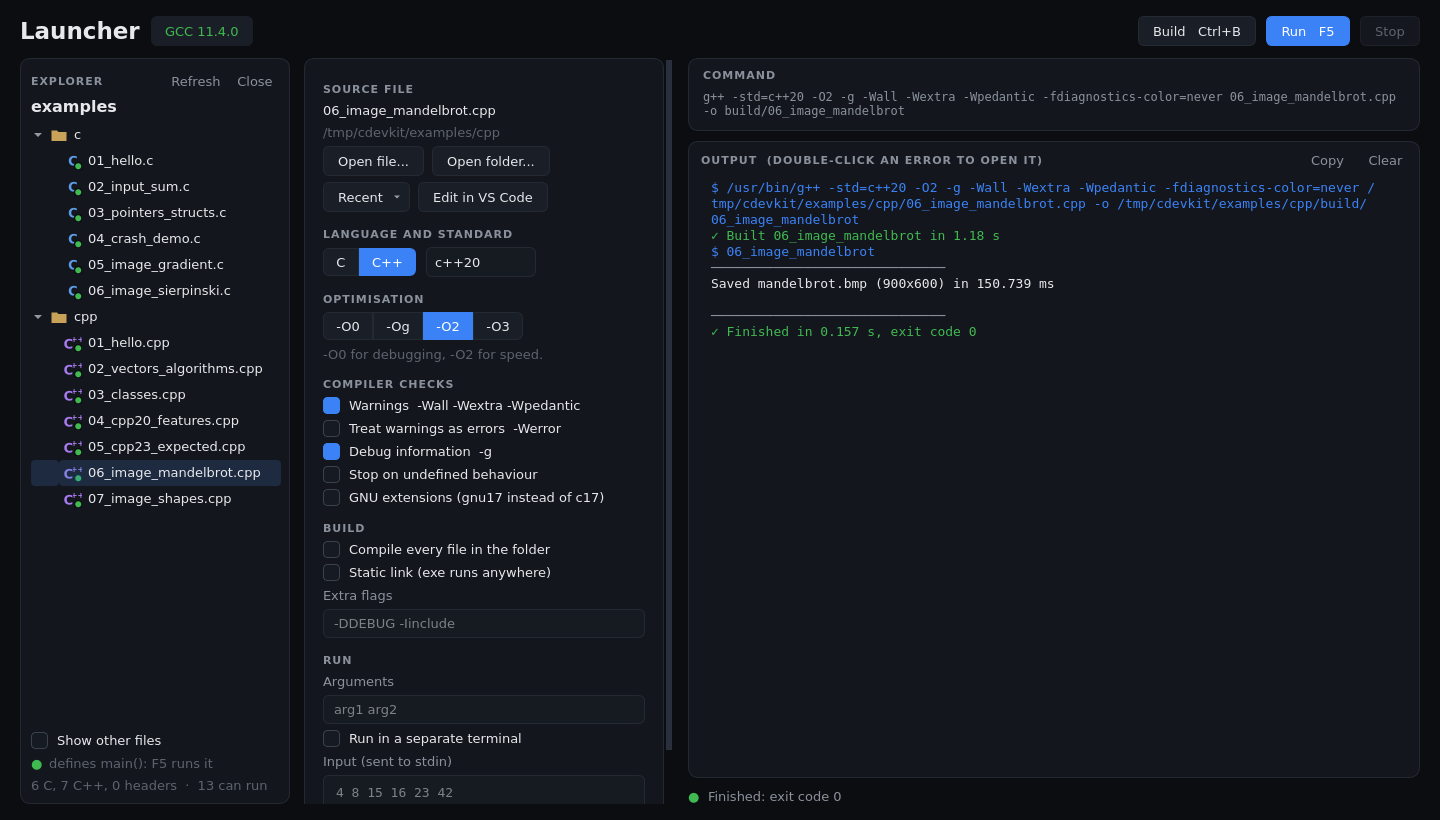 Launcher
GCC 11.4.0
Build Ctrl+B
Run F5
Stop
EXPLORER
Refresh
Close
examples
c
01_hello.c
02_input_sum.c
03_pointers_structs.c
04_crash_demo.c
05_image_gradient.c
06_image_sierpinski.c
cpp
01_hello.cpp
02_vectors_algorithms.cpp
03_classes.cpp
04_cpp20_features.cpp
05_cpp23_expected.cpp
06_image_mandelbrot.cpp
07_image_shapes.cpp
Show other files
defines main(): F5 runs it
6 C, 7 C++, 0 headers · 13 can run
SOURCE FILE
06_image_mandelbrot.cpp
/tmp/cdevkit/examples/cpp
Open file...
Open folder...
Recent
Edit in VS Code
LANGUAGE AND STANDARD
C
C++
c++20
OPTIMISATION
-O0
-Og
-O2
-O3
-O0 for debugging, -O2 for speed.
COMPILER CHECKS
Warnings -Wall -Wextra -Wpedantic
Treat warnings as errors -Werror
Debug information -g
Stop on undefined behaviour
GNU extensions (gnu17 instead of c17)
BUILD
Compile every file in the folder
Static link (exe runs anywhere)
Extra flags
-DDEBUG -Iinclude
RUN
Arguments
arg1 arg2
Run in a separate terminal
Input (sent to stdin)
4 8 15 16 23 42
COMMAND
g++ -std=c++20 -O2 -g -Wall -Wextra -Wpedantic -fdiagnostics-color=never 06_image_mandelbrot.cpp
-o build/06_image_mandelbrot
OUTPUT (DOUBLE-CLICK AN ERROR TO OPEN IT)
Copy
Clear
$ /usr/bin/g++ -std=c++20 -O2 -g -Wall -Wextra -Wpedantic -fdiagnostics-color=never /
tmp/cdevkit/examples/cpp/06_image_mandelbrot.cpp -o /tmp/cdevkit/examples/cpp/build/
06_image_mandelbrot
✓ Built 06_image_mandelbrot in 1.18 s
$ 06_image_mandelbrot
──────────────────────────────
Saved mandelbrot.bmp (900x600) in 150.739 ms
──────────────────────────────
✓ Finished in 0.157 s, exit code 0
Finished: exit code 0